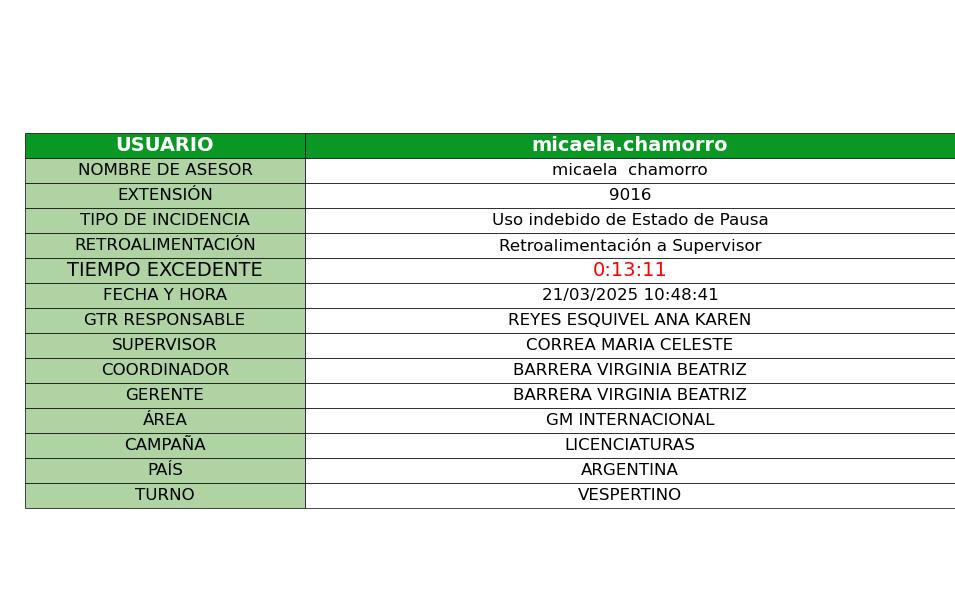 USUARIO micaela.chamorro
NOMBRE DE ASESOR micaela  chamorro
EXTENSIÓN 9016
TIPO DE INCIDENCIA Uso indebido de Estado de Pausa
RETROALIMENTACIÓN Retroalimentación a Supervisor
TIEMPO EXCEDENTE 0:13:11
FECHA Y HORA 21/03/2025 10:48:41
GTR RESPONSABLE REYES ESQUIVEL ANA KAREN
SUPERVISOR CORREA MARIA CELESTE
COORDINADOR BARRERA VIRGINIA BEATRIZ
GERENTE BARRERA VIRGINIA BEATRIZ
ÁREA GM INTERNACIONAL
CAMPAÑA LICENCIATURAS
PAÍS ARGENTINA
TURNO VESPERTINO